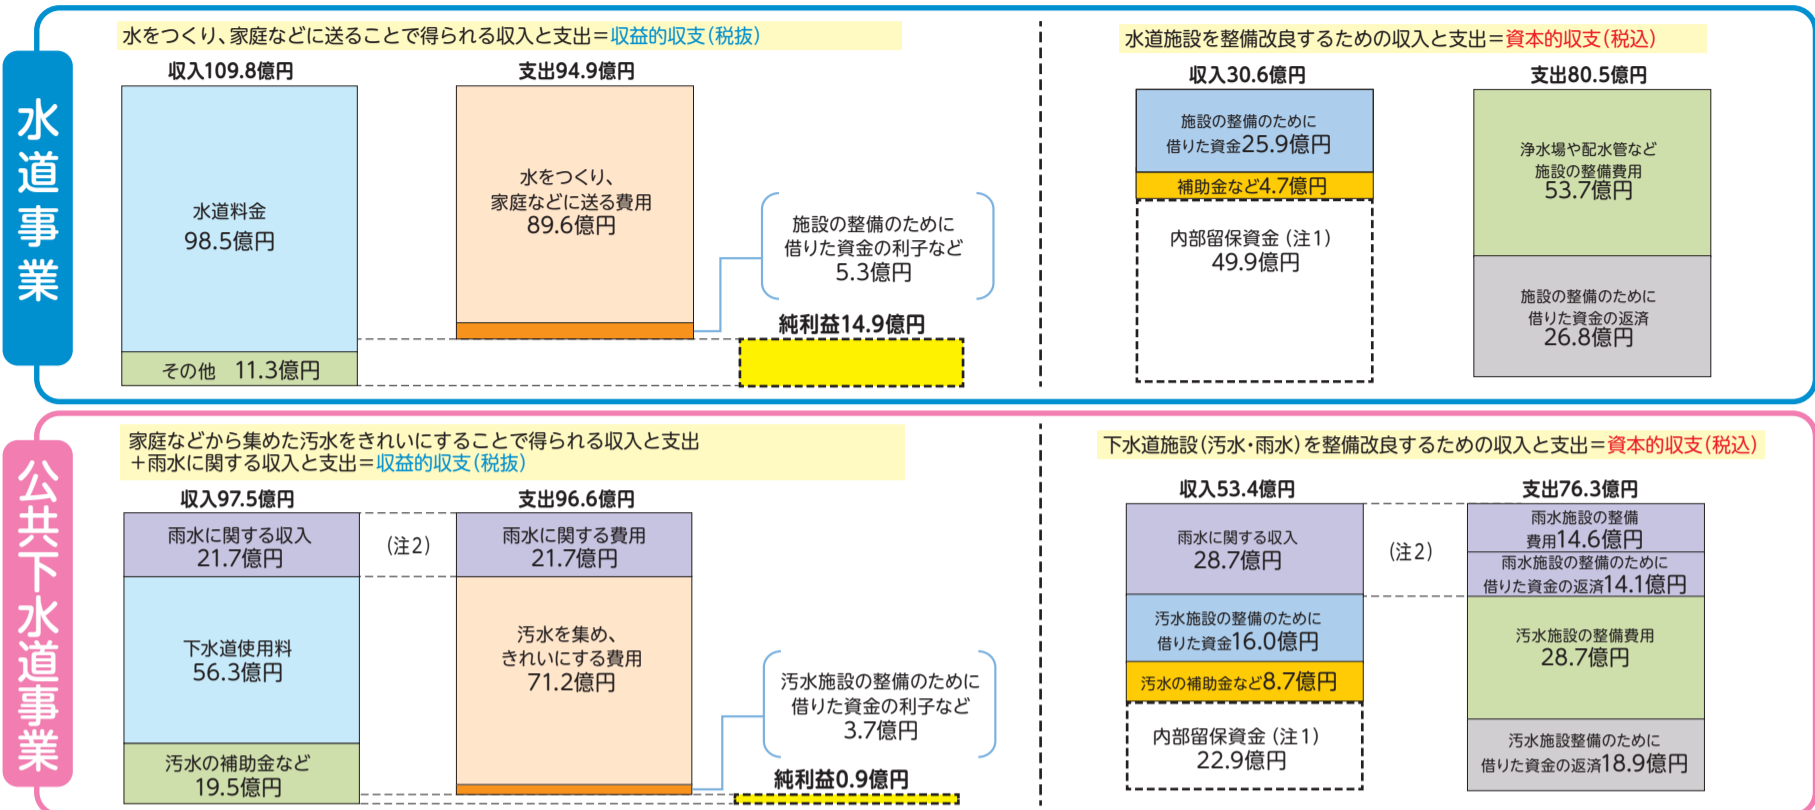 水道事業
水をつくり、家庭などに送ることで得られる収入と支出=収益的収支(税抜)
収入109.8億円
水道料金
98.5億円
その他 11.3億円
支出94.9億円
水をつくり、
家庭などに送る費用
89.6億円
施設の整備のために
借りた資金の利子など
5.3億円
純利益14.9億円
水道施設を整備改良するための収入と支出=資本的収支(税込)
収入30.6億円
施設の整備のために
借りた資金25.9億円
補助金など4.7億円
内部留保資金(注1)
49.9億円
支出80.5億円
浄水場や配水管など
施設の整備費用
53.7億円
施設の整備のために
借りた資金の返済
26.8億円
公共下水道事業
家庭などから集めた汚水をきれいにすることで得られる収入と支出
+雨水に関する収入と支出=収益的収支(税抜)
収入97.5億円
雨水に関する収入
21.7億円
下水道使用料
56.3億円
汚水の補助金など
19.5億円
(注2)
支出96.6億円
雨水に関する費用
21.7億円
汚水を集め、
きれいにする費用
71.2億円
汚水施設の整備のために
借りた資金の利子など
3.7億円
純利益0.9億円
下水道施設(汚水・雨水)を整備改良するための収入と支出=資本的収支(税込)
収入53.4億円
雨水に関する収入
28.7億円
汚水施設の整備のために
借りた資金16.0億円
汚水の補助金など8.7億円
内部留保資金(注1)
22.9億円
(注2)
支出76.3億円
雨水施設の整備
費用14.6億円
雨水施設の整備のために
借りた資金の返済14.1億円
汚水施設の整備費用
28.7億円
汚水施設整備のために
借りた資金の返済18.9億円